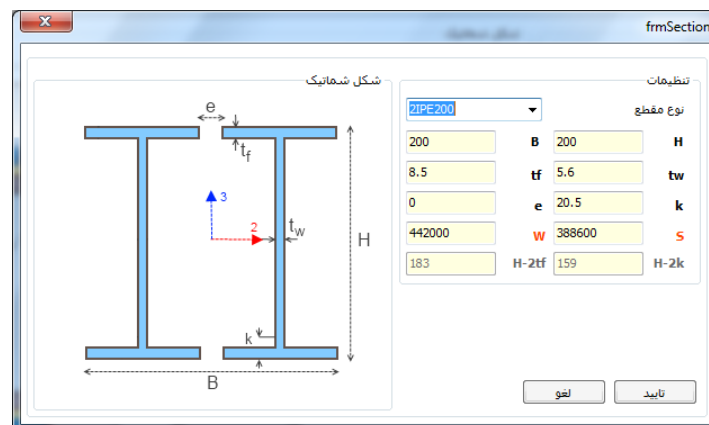 frmSection
شکل شماتیک
تنظیمات
نوع مقطع
2IPE200
H 200
B 200
tw 5.6
tf 8.5
k 20.5
e 0
S 388600
W 442000
H-2k 159
H-2tf 183
e
tf
3
2
tw
H
k
B
تایید
لغو